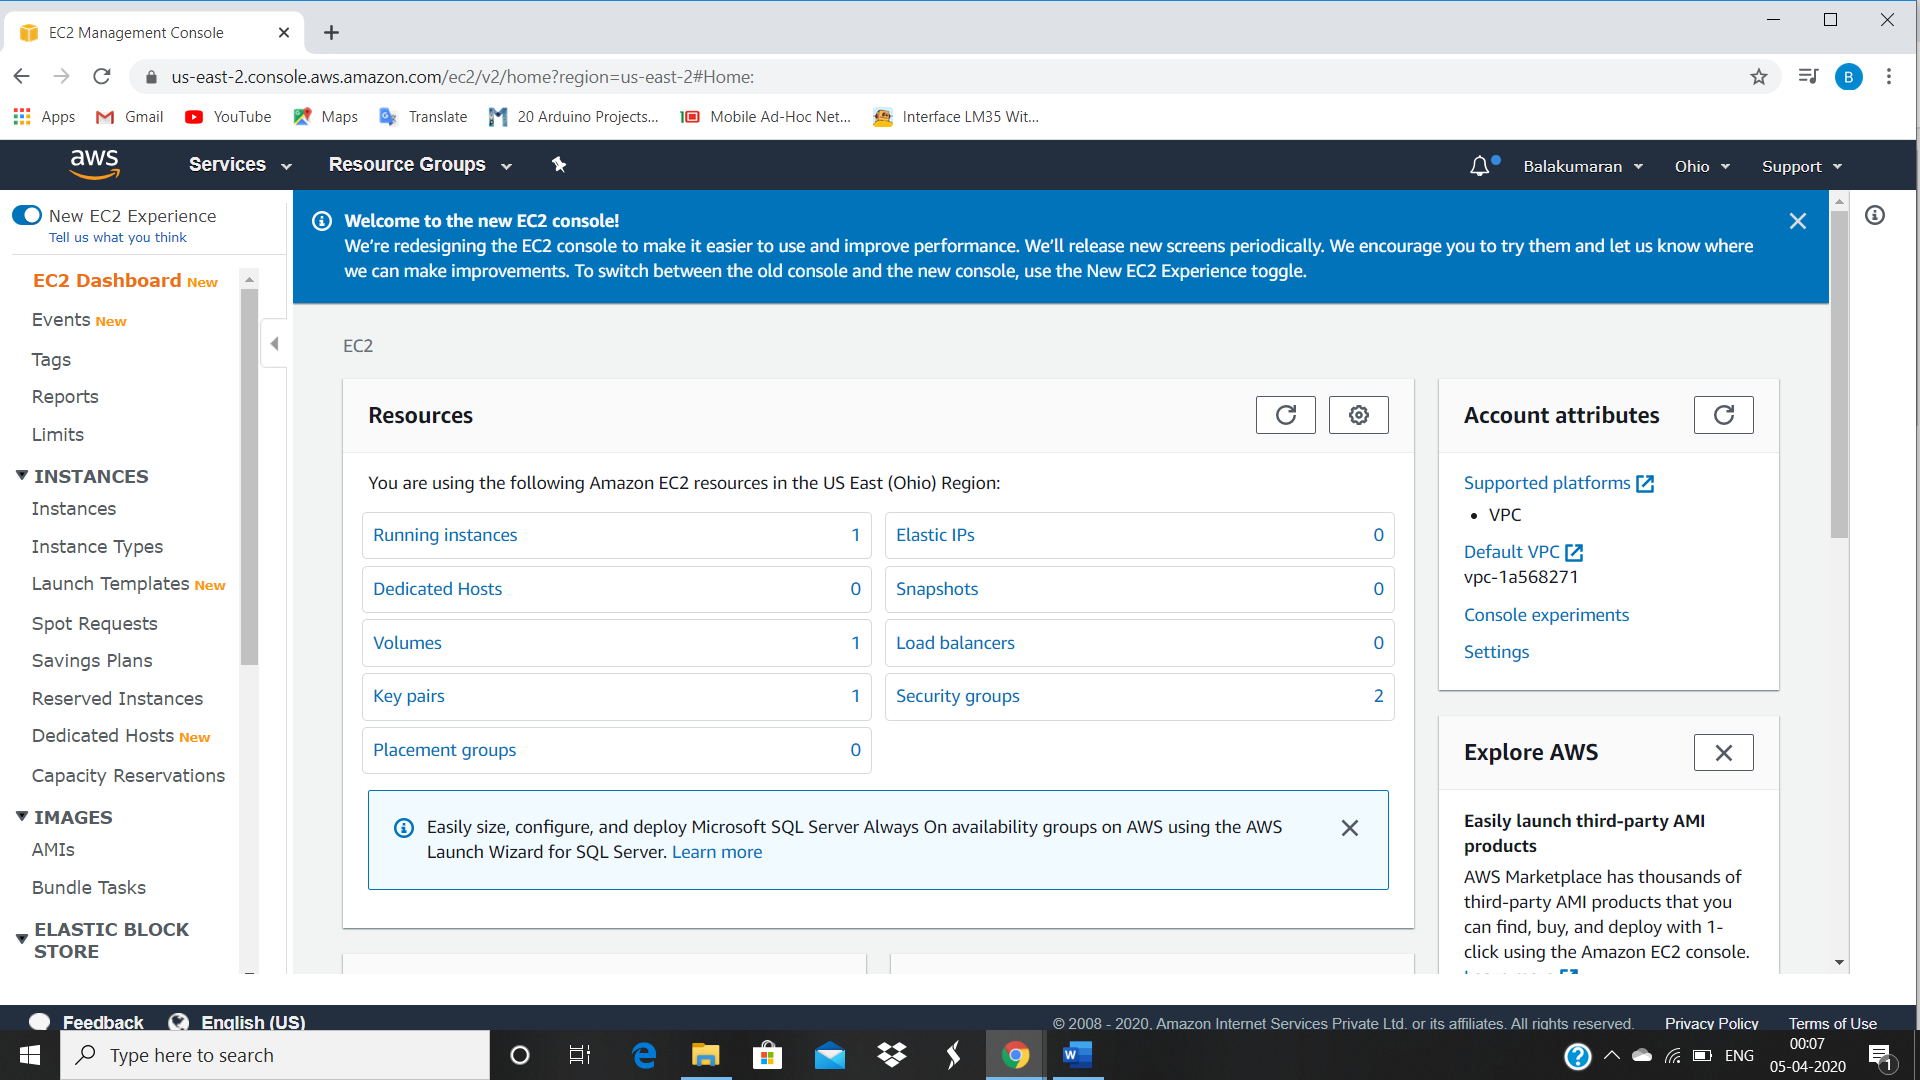 EC2 Management Console
us-east-2.console.aws.amazon.com/ec2/v2/home?region=us-east-2#Home:
B
Apps Gmail YouTube Maps Translate 20 Arduino Projects... Mobile Ad-Hoc Net... Interface LM35 Wit...
aws Services Resource Groups Balakumaran Ohio Support
New EC2 Experience
Tell us what you think
EC2 Dashboard New
Events New
Tags
Reports
Limits
INSTANCES
Instances
Instance Types
Launch Templates New
Spot Requests
Savings Plans
Reserved Instances
Dedicated Hosts New
Capacity Reservations
IMAGES
AMIs
Bundle Tasks
ELASTIC BLOCK
STORE
Welcome to the new EC2 console!
We're redesigning the EC2 console to make it easier to use and improve performance. We'll release new screens periodically. We encourage you to try them and let us know where
we can make improvements. To switch between the old console and the new console, use the New EC2 Experience toggle.
EC2
Resources
You are using the following Amazon EC2 resources in the US East (Ohio) Region:
Running instances 1
Elastic IPs 0
Dedicated Hosts 0
Snapshots 0
Volumes 1
Load balancers 0
Key pairs 1
Security groups 2
Placement groups 0
Easily size, configure, and deploy Microsoft SQL Server Always On availability groups on AWS using the AWS
Launch Wizard for SQL Server. Learn more
Account attributes
Supported platforms
• VPC
Default VPC
vpc-1a568271
Console experiments
Settings
Explore AWS
Easily launch third-party AMI
products
AWS Marketplace has thousands of
third-party AMI products that you
can find, buy, and deploy with 1-
click using the Amazon EC2 console.
Feedback English (US) © 2008 - 2020, Amazon Internet Services Private Ltd. or its affiliates. All rights reserved. Privacy Policy Terms of Use
Type here to search
ENG
00:07
05-04-2020
1